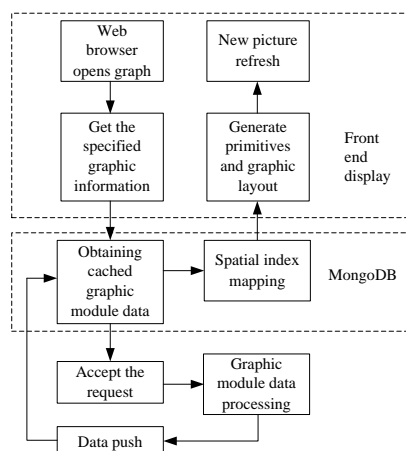 Web
browser
opens graph
New picture
refresh
Get the
specified
graphic
information
Generate
primitives
and graphic
layout
Front
end
display
Obtaining
cached
graphic
module data
Spatial index
mapping
MongoDB
Accept the
request
Graphic
module data
processing
Data push